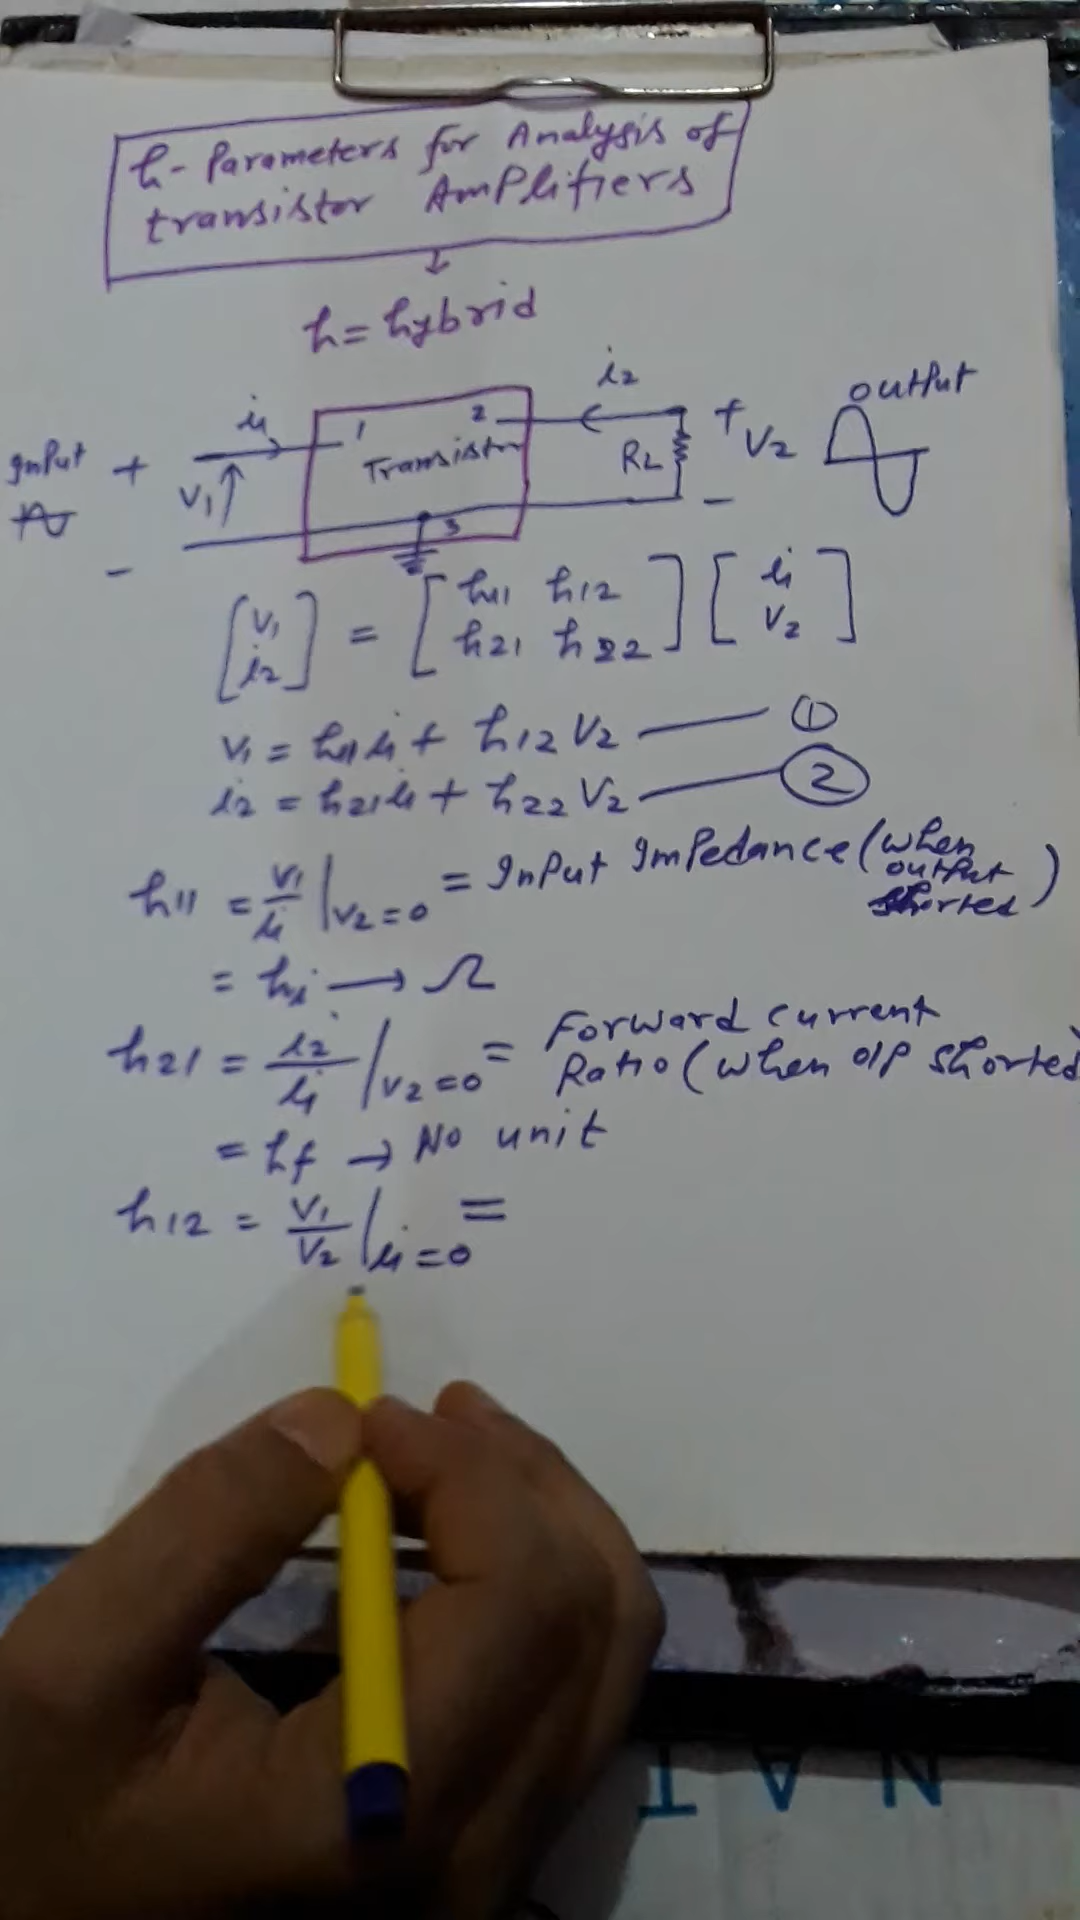 h-Parameters for Analysis of
transistor Amplifiers
↓
h = hybrid
input + i1 V1 1 Transistor 2 i2 RL + V2 output
- 3 -
[V1 i2] = [h11 h12 h21 h22] [i1 V2]
V1 = h11 i1 + h12 V2 — ①
i2 = h21 i1 + h22 V2 — ②
h11 = V1/i1 |V2=0 = Input Impedance (when output shorted)
= hi → Ω
h21 = i2/i1 |V2=0 = Forward current
Ratio (when o/p shorted
= hf → No unit
h12 = V1/V2 |i1=0 =
N A T